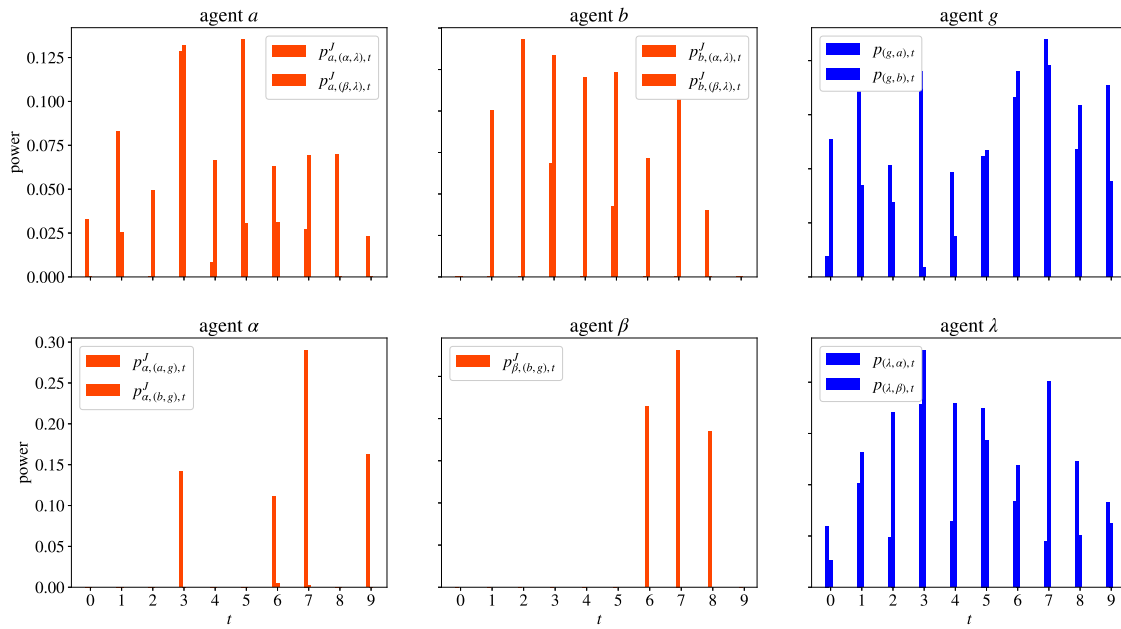 agent a
agent b
agent g
power
0.125
0.100
0.075
0.050
0.025
0.000
p^J_{a,(α,λ),t}
p^J_{a,(β,λ),t}
p^J_{b,(α,λ),t}
p^J_{b,(β,λ),t}
p_{(g,a),t}
p_{(g,b),t}
agent α
agent β
agent λ
power
0.30
0.25
0.20
0.15
0.10
0.05
0.00
p^J_{α,(a,g),t}
p^J_{α,(b,g),t}
p^J_{β,(b,g),t}
p_{(λ,α),t}
p_{(λ,β),t}
0 1 2 3 4 5 6 7 8 9
0 1 2 3 4 5 6 7 8 9
0 1 2 3 4 5 6 7 8 9
t
t
t